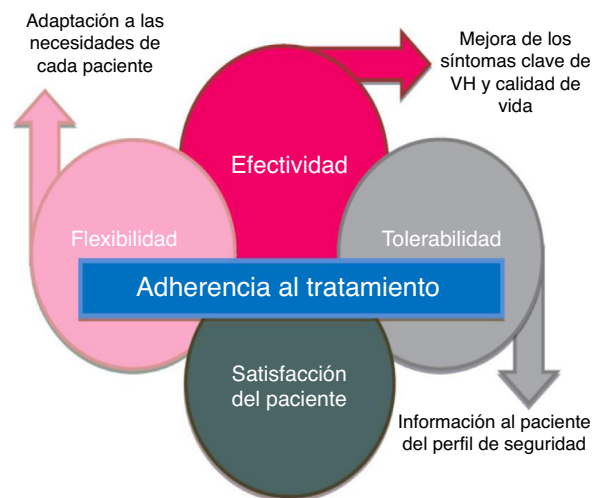 Adaptación a las
necesidades de
cada paciente
Mejora de los
síntomas clave de
VH y calidad de
vida
Efectividad
Flexibilidad
Tolerabilidad
Adherencia al tratamiento
Satisfacción
del paciente
Información al paciente
del perfil de seguridad